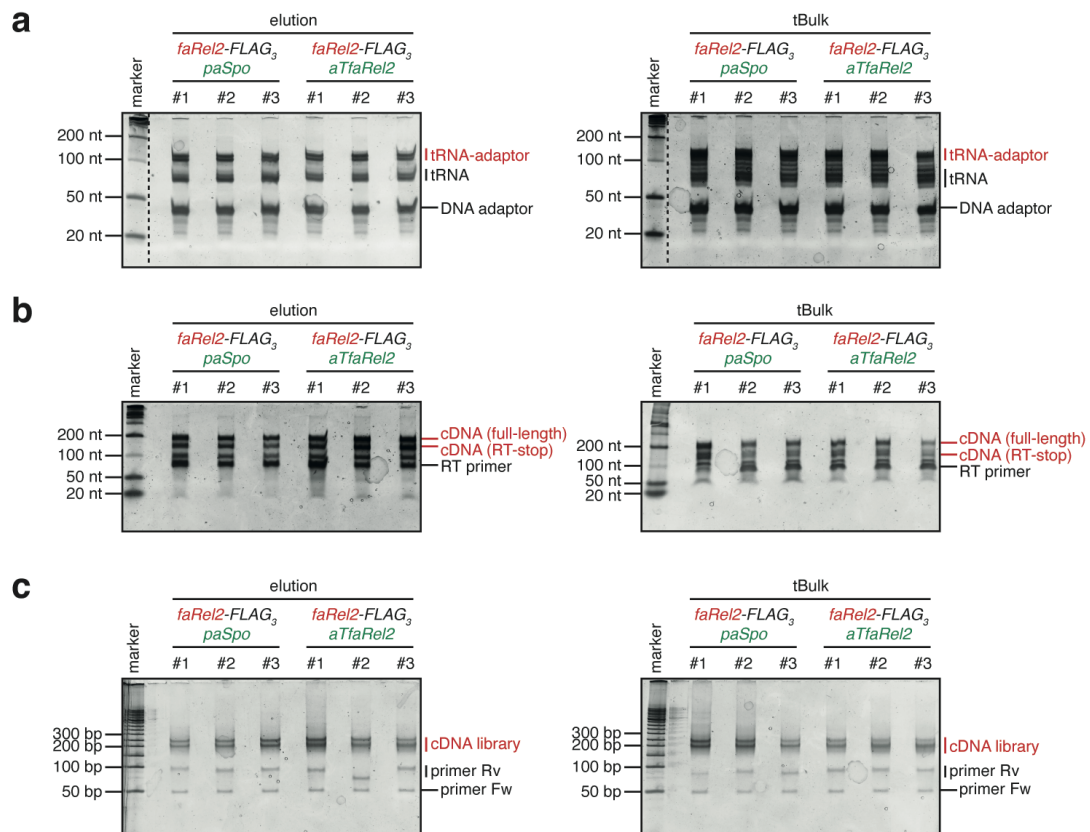 a
elution
faRel2-FLAG3 faRel2-FLAG3
paSpo aTfaRel2
marker #1 #2 #3 #1 #2 #3
200 nt
100 nt
50 nt
20 nt
tRNA-adaptor
tRNA
DNA adaptor
tBulk
faRel2-FLAG3 faRel2-FLAG3
paSpo aTfaRel2
marker #1 #2 #3 #1 #2 #3
200 nt
100 nt
50 nt
20 nt
tRNA-adaptor
tRNA
DNA adaptor
b
elution
faRel2-FLAG3 faRel2-FLAG3
paSpo aTfaRel2
marker #1 #2 #3 #1 #2 #3
200 nt
100 nt
50 nt
20 nt
cDNA (full-length)
cDNA (RT-stop)
RT primer
tBulk
faRel2-FLAG3 faRel2-FLAG3
paSpo aTfaRel2
marker #1 #2 #3 #1 #2 #3
200 nt
100 nt
50 nt
20 nt
cDNA (full-length)
cDNA (RT-stop)
RT primer
c
elution
faRel2-FLAG3 faRel2-FLAG3
paSpo aTfaRel2
marker #1 #2 #3 #1 #2 #3
300 bp
200 bp
100 bp
50 bp
cDNA library
primer Rv
primer Fw
tBulk
faRel2-FLAG3 faRel2-FLAG3
paSpo aTfaRel2
marker #1 #2 #3 #1 #2 #3
300 bp
200 bp
100 bp
50 bp
cDNA library
primer Rv
primer Fw